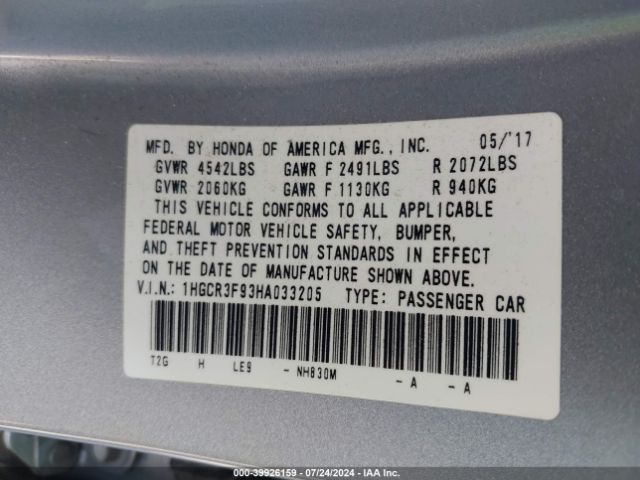 MFD. BY HONDA OF AMERICA MFG., INC. 05/'17
GVWR 4542LBS GAWR F 2491LBS R 2072LBS
GVWR 2060KG GAWR F 1130KG R 940KG
THIS VEHICLE CONFORMS TO ALL APPLICABLE
FEDERAL MOTOR VEHICLE SAFETY, BUMPER,
AND THEFT PREVENTION STANDARDS IN EFFECT
ON THE DATE OF MANUFACTURE SHOWN ABOVE.
V.I.N.: 1HGCR3F93HA033205 TYPE: PASSENGER CAR
T2G H LE9 - NH830M - A - A
000-39926159 - 07/24/2024 - IAA Inc.